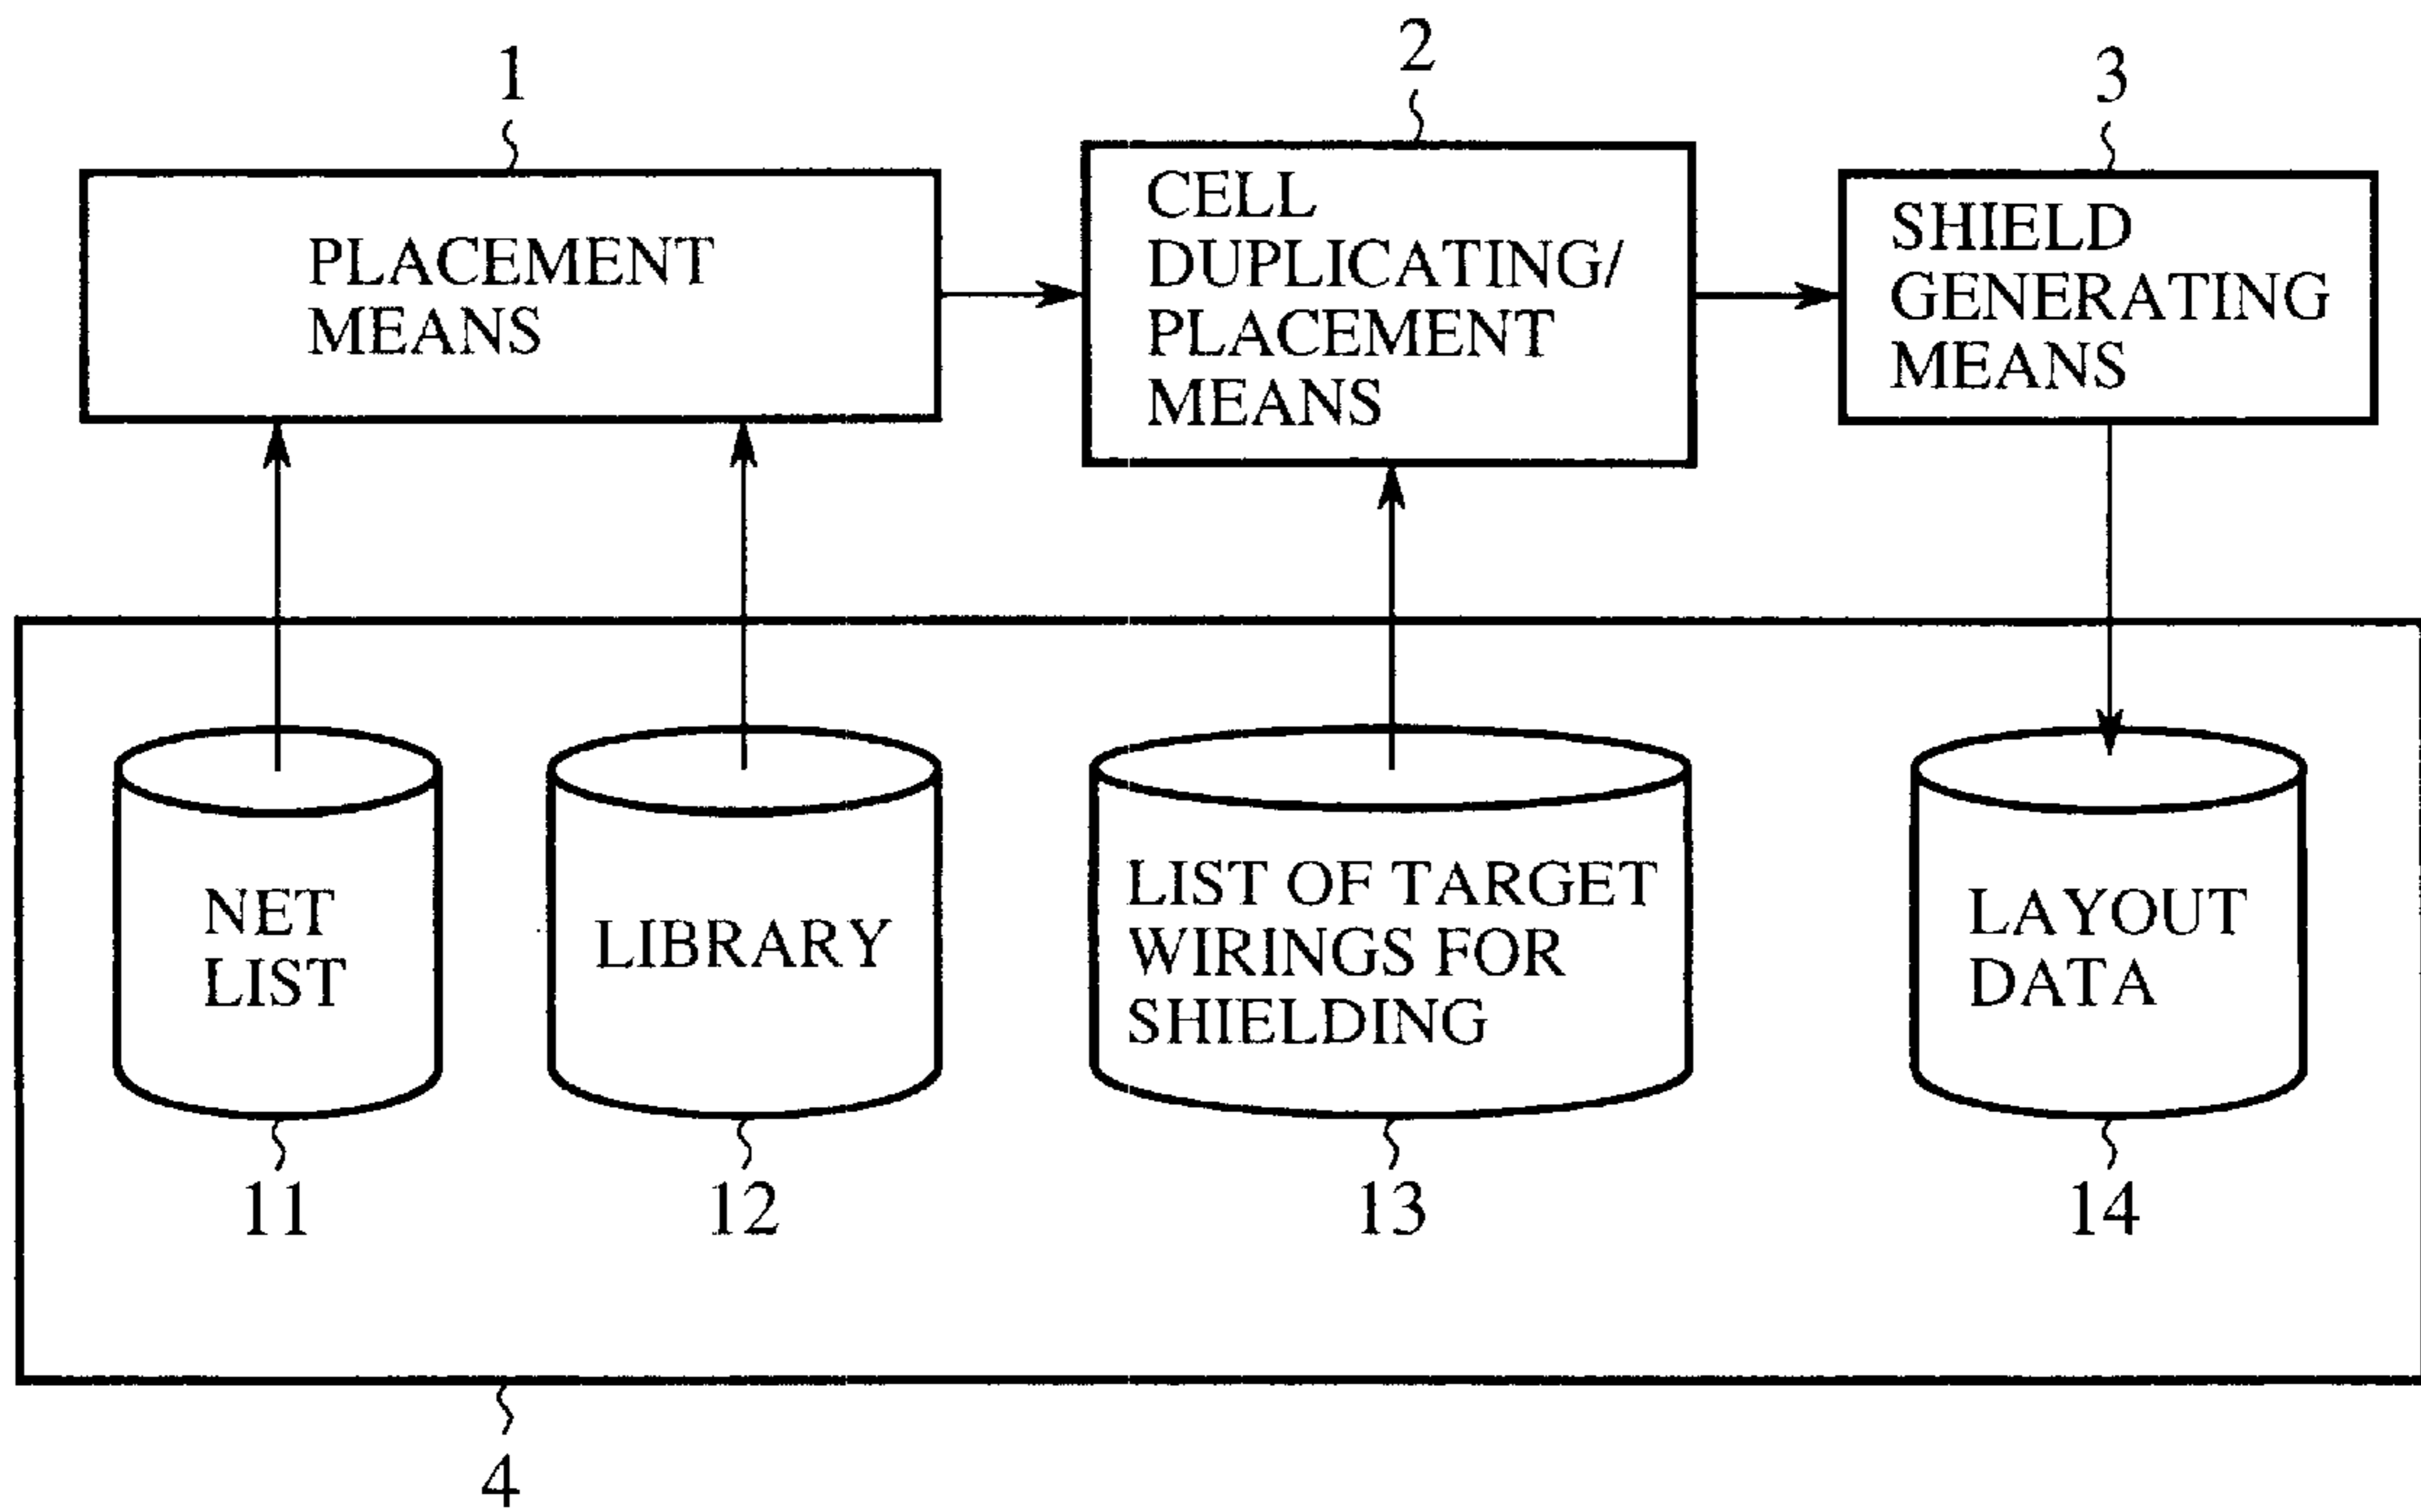 1
2
3
PLACEMENT
MEANS
CELL
DUPLICATING/
PLACEMENT
MEANS
SHIELD
GENERATING
MEANS
NET
LIST
LIBRARY
LIST OF TARGET
WIRINGS FOR
SHIELDING
LAYOUT
DATA
11
12
13
14
4